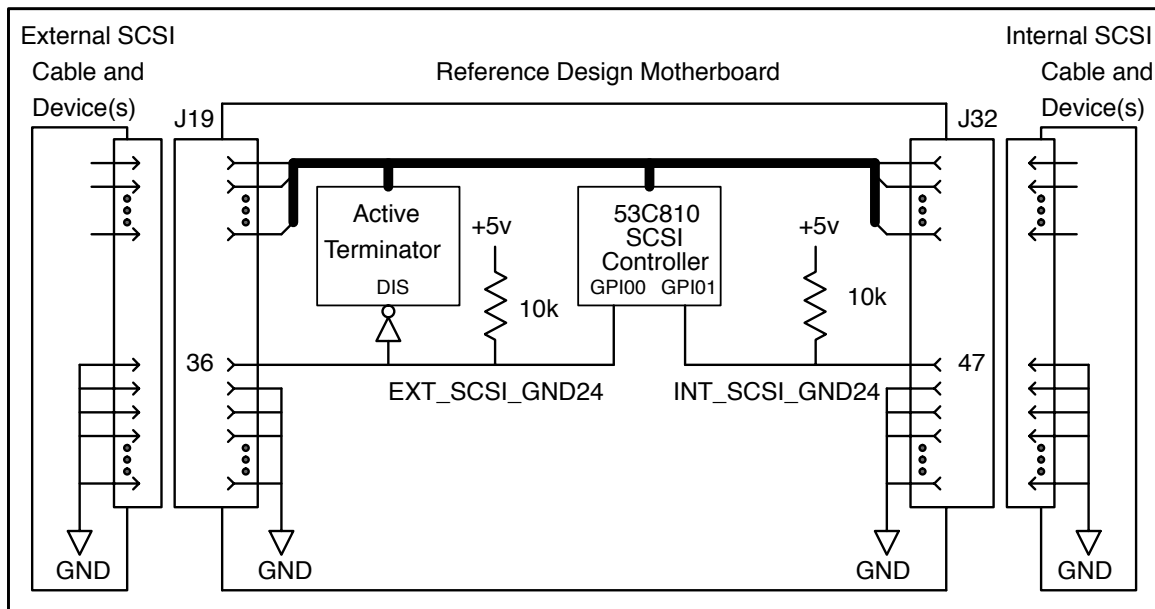 External SCSI
Cable and
Device(s)
Reference Design Motherboard
Internal SCSI
Cable and
Device(s)
J19
J32
Active
Terminator
DIS
+5v
10k
53C810
SCSI
Controller
GPI00 GPI01
+5v
10k
36
47
EXT_SCSI_GND24
INT_SCSI_GND24
GND
GND
GND
GND